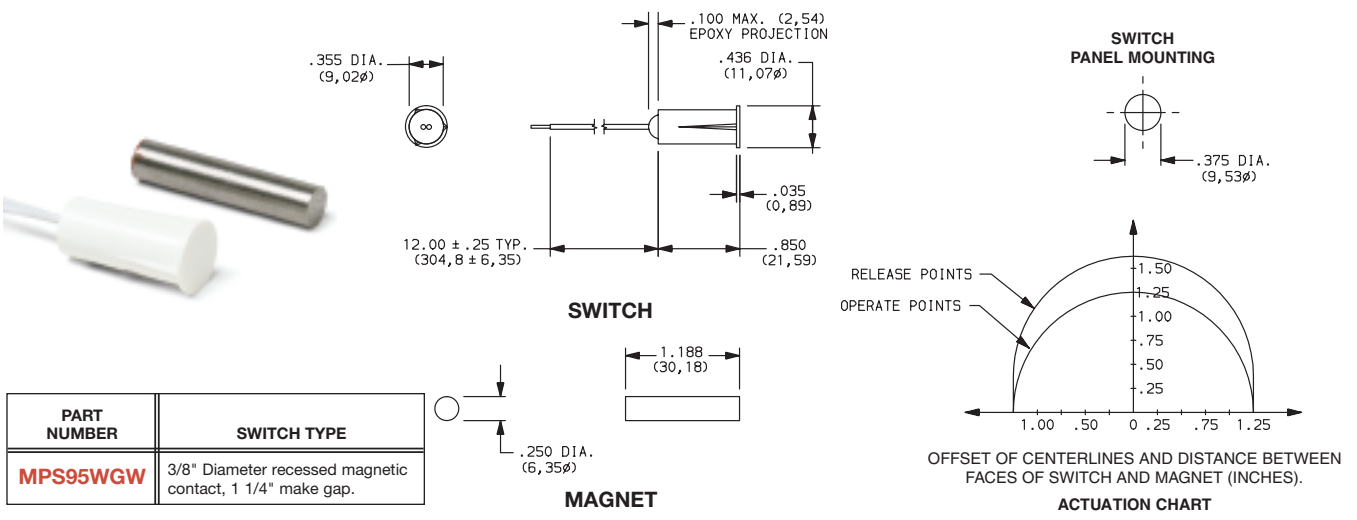 .100 MAX. (2,54)
EPOXY PROJECTION
.355 DIA.
(9,02ø)
.436 DIA.
(11,07ø)
∞
.035
(0,89)
12.00 ± .25 TYP.
(304,8 ± 6,35)
.850
(21,59)
SWITCH
1.188
(30,18)
.250 DIA.
(6,35ø)
MAGNET
PART
NUMBER
SWITCH TYPE
MPS95WGW
3/8" Diameter recessed magnetic
contact, 1 1/4" make gap.
SWITCH
PANEL MOUNTING
.375 DIA.
(9,53ø)
RELEASE POINTS
OPERATE POINTS
1.50
1.25
1.00
.75
.50
.25
1.00 .50 0 .25 .75 1.25
OFFSET OF CENTERLINES AND DISTANCE BETWEEN
FACES OF SWITCH AND MAGNET (INCHES).
ACTUATION CHART